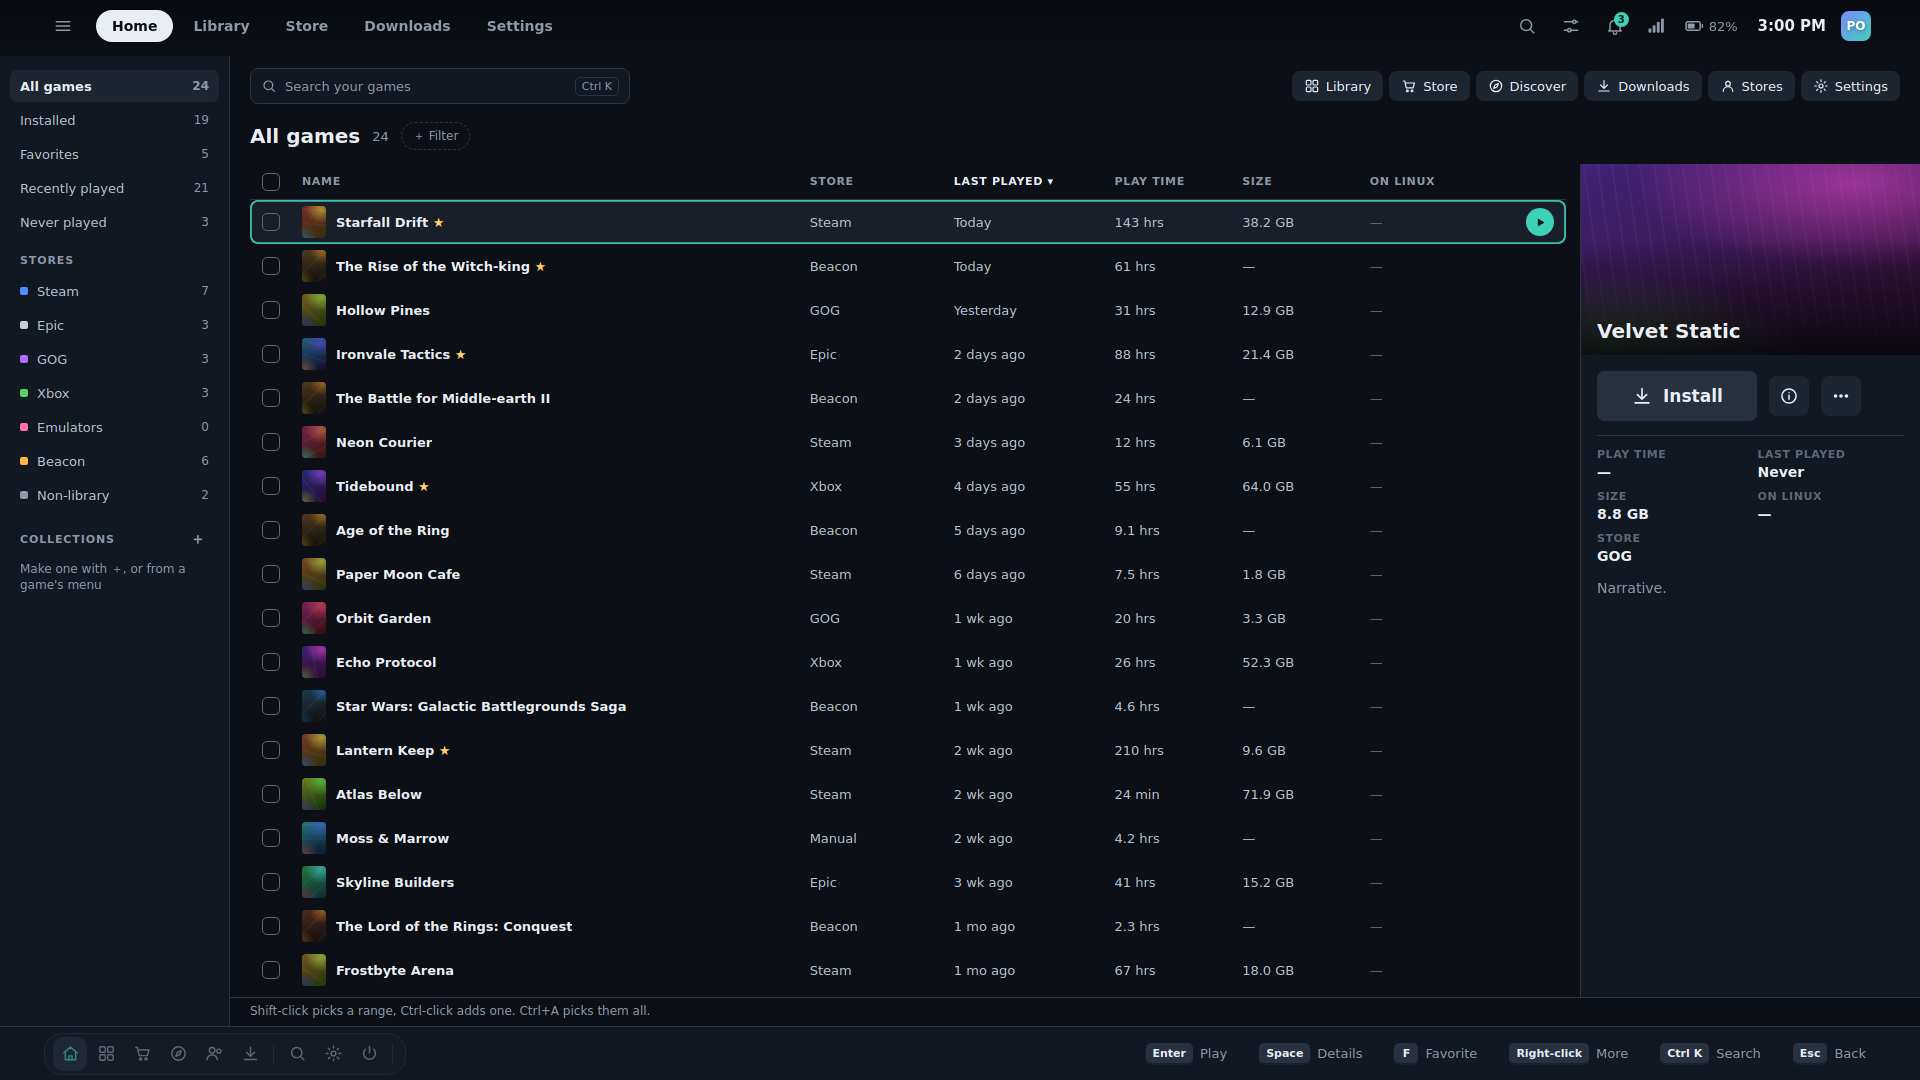 Home Library Store Downloads Settings 3 82% 3:00 PM PO
All games 24
Installed 19
Favorites 5
Recently played 21
Never played 3
STORES
Steam 7
Epic 3
GOG 3
Xbox 3
Emulators 0
Beacon 6
Non-library 2
COLLECTIONS +
Make one with +, or from a
game's menu
Search your games Ctrl K
Library Store Discover Downloads Stores Settings
All games 24 + Filter
NAME STORE LAST PLAYED ▾ PLAY TIME SIZE ON LINUX
Starfall Drift ★ Steam Today 143 hrs 38.2 GB —
The Rise of the Witch-king ★ Beacon Today 61 hrs — —
Hollow Pines GOG Yesterday 31 hrs 12.9 GB —
Ironvale Tactics ★ Epic 2 days ago 88 hrs 21.4 GB —
The Battle for Middle-earth II Beacon 2 days ago 24 hrs — —
Neon Courier Steam 3 days ago 12 hrs 6.1 GB —
Tidebound ★ Xbox 4 days ago 55 hrs 64.0 GB —
Age of the Ring Beacon 5 days ago 9.1 hrs — —
Paper Moon Cafe Steam 6 days ago 7.5 hrs 1.8 GB —
Orbit Garden GOG 1 wk ago 20 hrs 3.3 GB —
Echo Protocol Xbox 1 wk ago 26 hrs 52.3 GB —
Star Wars: Galactic Battlegrounds Saga Beacon 1 wk ago 4.6 hrs — —
Lantern Keep ★ Steam 2 wk ago 210 hrs 9.6 GB —
Atlas Below Steam 2 wk ago 24 min 71.9 GB —
Moss & Marrow Manual 2 wk ago 4.2 hrs — —
Skyline Builders Epic 3 wk ago 41 hrs 15.2 GB —
The Lord of the Rings: Conquest Beacon 1 mo ago 2.3 hrs — —
Frostbyte Arena Steam 1 mo ago 67 hrs 18.0 GB —
Velvet Static
Install
PLAY TIME LAST PLAYED
— Never
SIZE ON LINUX
8.8 GB —
STORE
GOG
Narrative.
Shift-click picks a range, Ctrl-click adds one. Ctrl+A picks them all.
Enter Play Space Details F Favorite Right-click More Ctrl K Search Esc Back